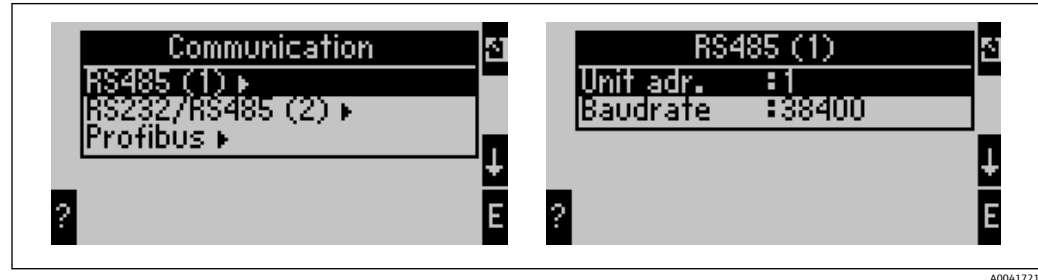 Communication
RS485 (1)
RS232/RS485 (2)
Profibus
?
E
RS485 (1)
Unit adr. :1
Baudrate :38400
?
E
A0041721